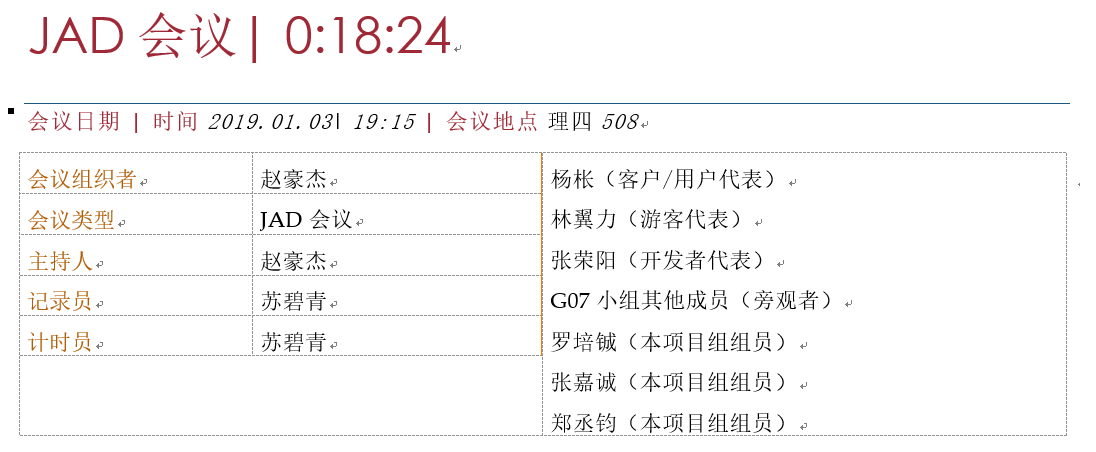 JAD 会议| 0:18:24
会议日期 | 时间 2019.01.03| 19:15 | 会议地点 理四 508
会议组织者 赵豪杰
会议类型 JAD 会议
主持人 赵豪杰
记录员 苏碧青
计时员 苏碧青
杨枨（客户/用户代表）
林翼力（游客代表）
张荣阳（开发者代表）
G07 小组其他成员（旁观者）
罗培铖（本项目组组员）
张嘉诚（本项目组组员）
郑丞钧（本项目组组员）